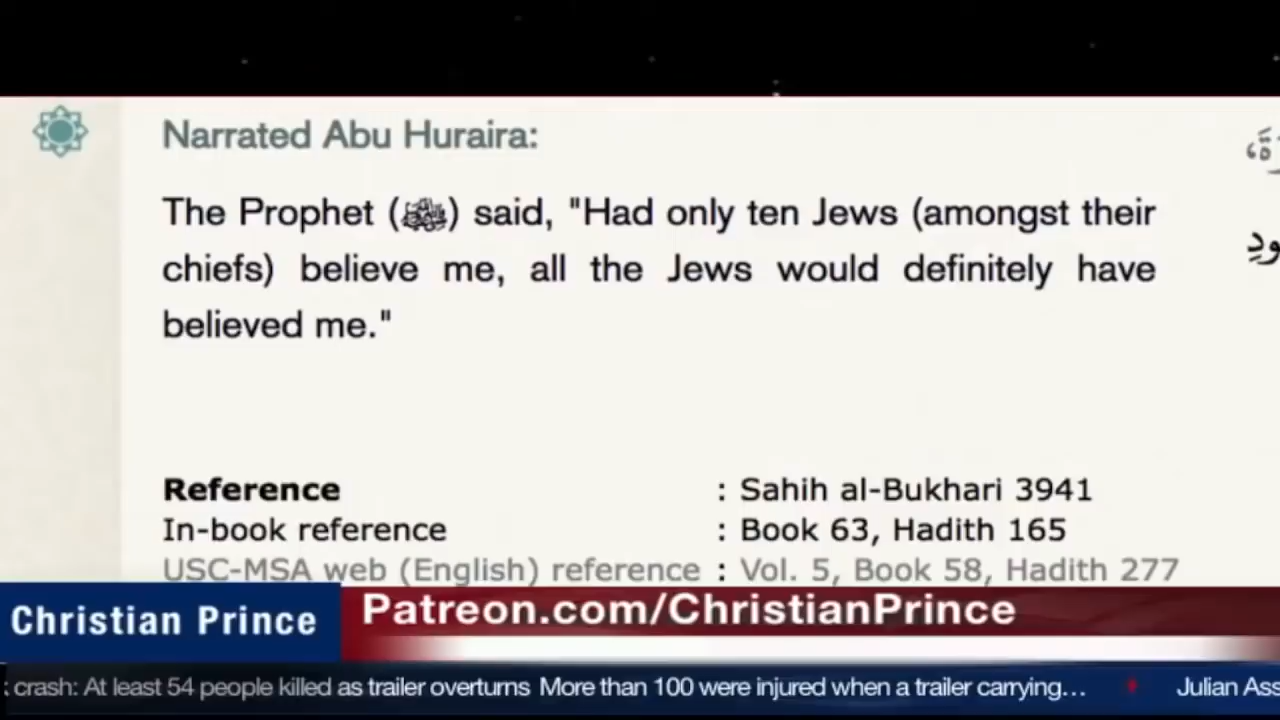 Narrated Abu Huraira:
The Prophet (ﷺ) said, "Had only ten Jews (amongst their
chiefs) believe me, all the Jews would definitely have
believed me."
Reference : Sahih al-Bukhari 3941
In-book reference : Book 63, Hadith 165
USC-MSA web (English) reference : Vol. 5, Book 58, Hadith 277
Christian Prince
Patreon.com/ChristianPrince
crash: At least 54 people killed as trailer overturns More than 100 were injured when a trailer carrying... Julian Ass